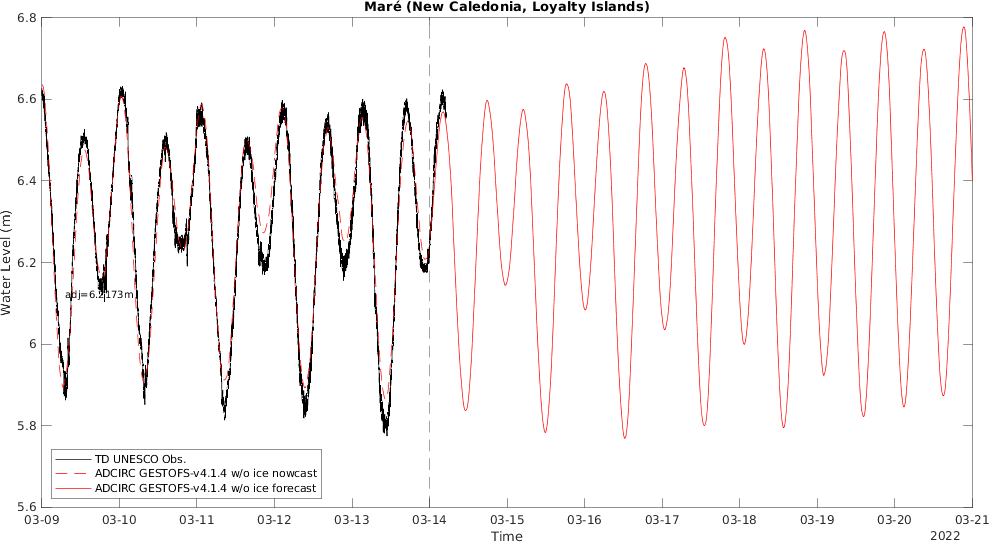 Maré (New Caledonia, Loyalty Islands)
6.8
6.6
6.4
6.2
6
5.8
5.6
Water Level (m)
adj=6.2173m
TD UNESCO Obs.
ADCIRC GESTOFS-v4.1.4 w/o ice nowcast
ADCIRC GESTOFS-v4.1.4 w/o ice forecast
03-09 03-10 03-11 03-12 03-13 03-14 03-15 03-16 03-17 03-18 03-19 03-20 03-21
Time
2022